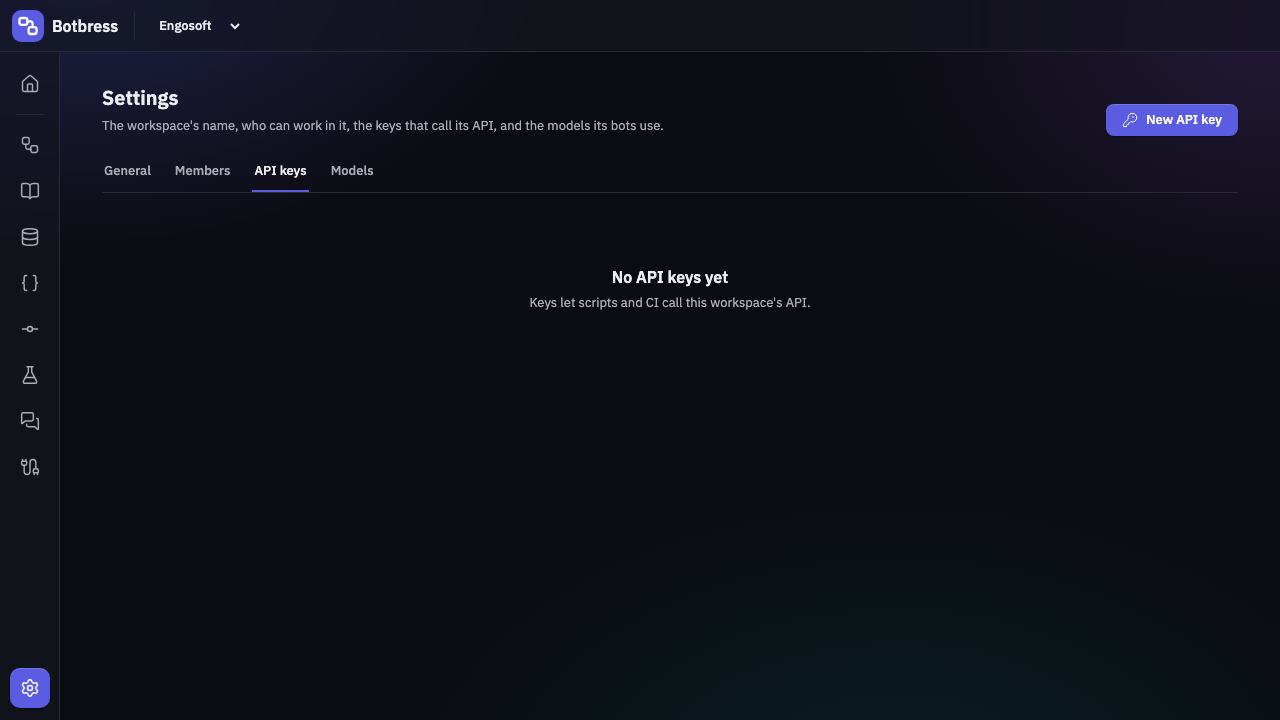 Botbress
Engosoft
Settings
The workspace's name, who can work in it, the keys that call its API, and the models its bots use.
New API key
General
Members
API keys
Models
No API keys yet
Keys let scripts and CI call this workspace's API.